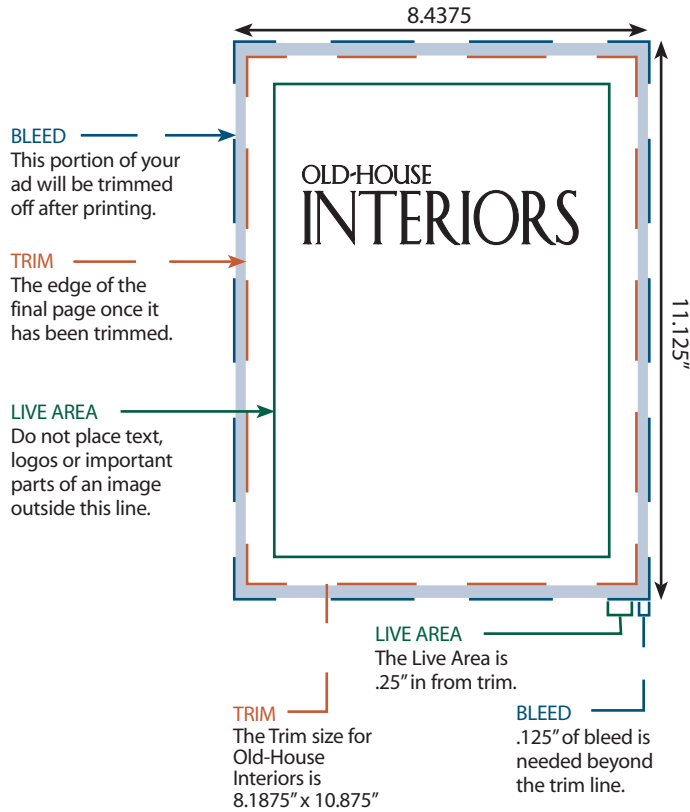 8.4375
BLEED
This portion of your
ad will be trimmed
off after printing.
TRIM
The edge of the
final page once it
has been trimmed.
LIVE AREA
Do not place text,
logos or important
parts of an image
outside this line.
OLD-HOUSE
INTERIORS
11.125"
LIVE AREA
The Live Area is
.25" in from trim.
TRIM
The Trim size for
Old-House
Interiors is
8.1875" x 10.875"
BLEED
.125" of bleed is
needed beyond
the trim line.